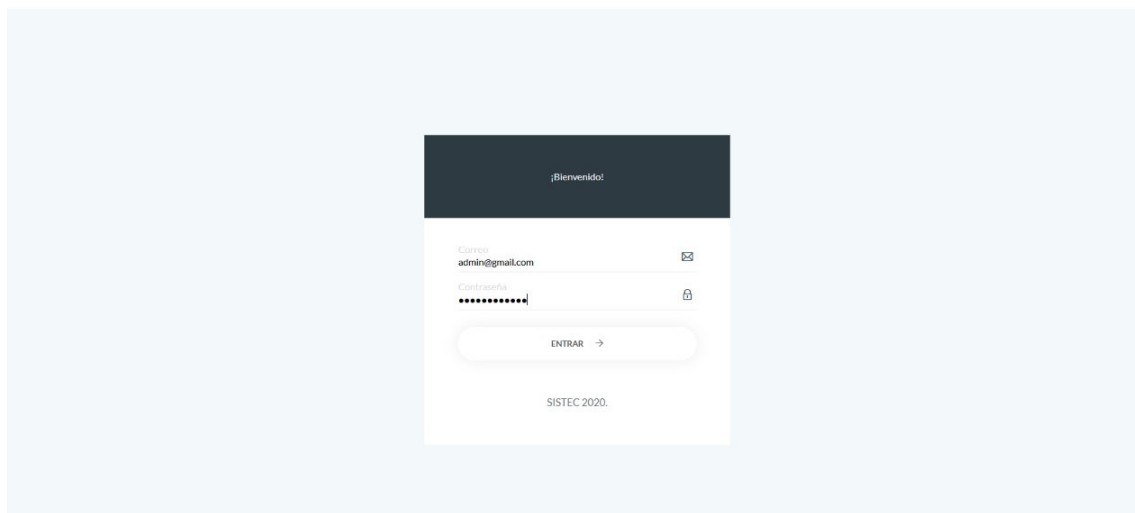 ¡Bienvenido!
Correo
admin@gmail.com
Contraseña
••••••••••••
ENTRAR →
SISTEC 2020.